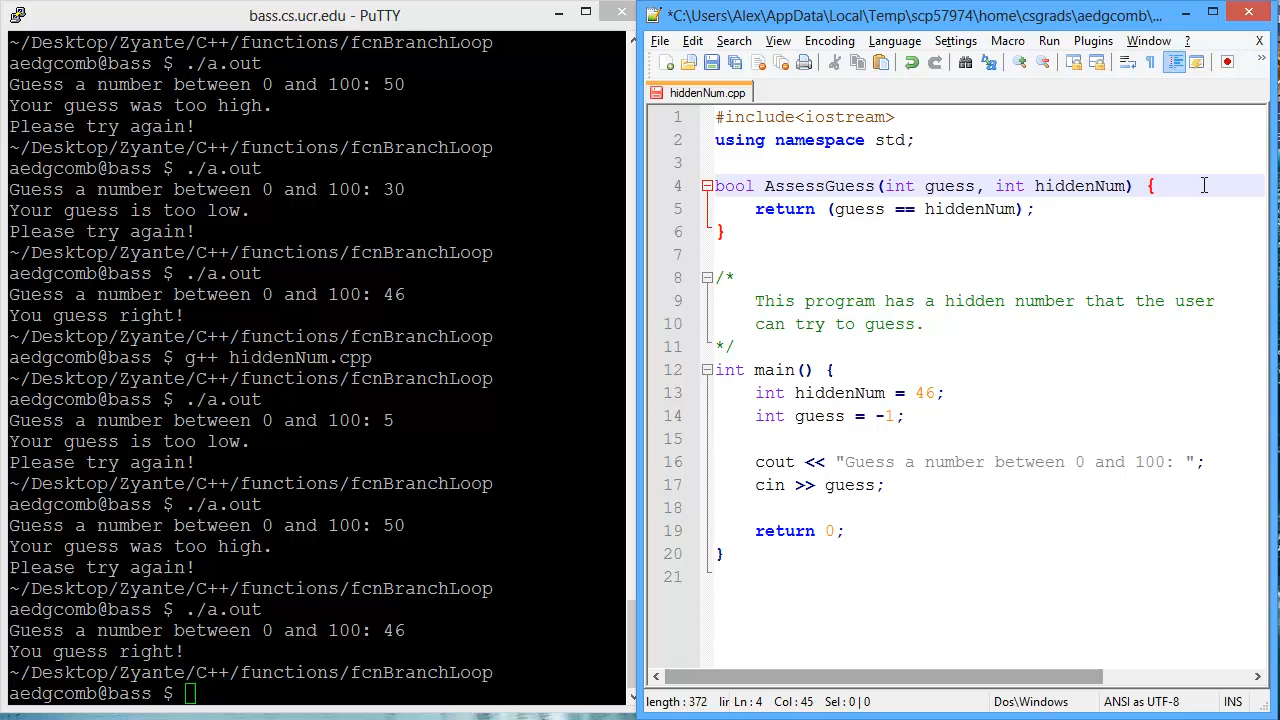 bass.cs.ucr.edu - PuTTY
~/Desktop/Zyante/C++/functions/fcnBranchLoop
aedgcomb@bass $ ./a.out
Guess a number between 0 and 100: 50
Your guess was too high.
Please try again!
~/Desktop/Zyante/C++/functions/fcnBranchLoop
aedgcomb@bass $ ./a.out
Guess a number between 0 and 100: 30
Your guess is too low.
Please try again!
~/Desktop/Zyante/C++/functions/fcnBranchLoop
aedgcomb@bass $ ./a.out
Guess a number between 0 and 100: 46
You guess right!
~/Desktop/Zyante/C++/functions/fcnBranchLoop
aedgcomb@bass $ g++ hiddenNum.cpp
~/Desktop/Zyante/C++/functions/fcnBranchLoop
aedgcomb@bass $ ./a.out
Guess a number between 0 and 100: 5
Your guess is too low.
Please try again!
~/Desktop/Zyante/C++/functions/fcnBranchLoop
aedgcomb@bass $ ./a.out
Guess a number between 0 and 100: 50
Your guess was too high.
Please try again!
~/Desktop/Zyante/C++/functions/fcnBranchLoop
aedgcomb@bass $ ./a.out
Guess a number between 0 and 100: 46
You guess right!
~/Desktop/Zyante/C++/functions/fcnBranchLoop
aedgcomb@bass $
*C:\Users\Alex\AppData\Local\Temp\scp57974\home\csgrads\aedgcomb\...
File Edit Search View Encoding Language Settings Macro Run Plugins Window ? X
hiddenNum.cpp
1 #include<iostream>
2 using namespace std;
3
4 bool AssessGuess(int guess, int hiddenNum) {
5 return (guess == hiddenNum);
6 }
7
8 /*
9 This program has a hidden number that the user
10 can try to guess.
11 */
12 int main() {
13 int hiddenNum = 46;
14 int guess = -1;
15
16 cout << "Guess a number between 0 and 100: ";
17 cin >> guess;
18
19 return 0;
20 }
21
length : 372 lir Ln : 4 Col : 45 Sel : 0 | 0 Dos\Windows ANSI as UTF-8 INS